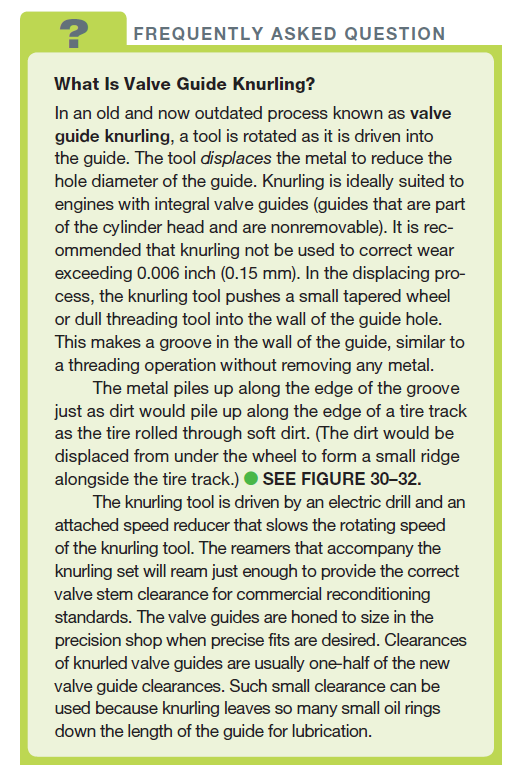 ?
FREQUENTLY ASKED QUESTION
What Is Valve Guide Knurling?
In an old and now outdated process known as valve
guide knurling, a tool is rotated as it is driven into
the guide. The tool displaces the metal to reduce the
hole diameter of the guide. Knurling is ideally suited to
engines with integral valve guides (guides that are part
of the cylinder head and are nonremovable). It is rec-
ommended that knurling not be used to correct wear
exceeding 0.006 inch (0.15 mm). In the displacing pro-
cess, the knurling tool pushes a small tapered wheel
or dull threading tool into the wall of the guide hole.
This makes a groove in the wall of the guide, similar to
a threading operation without removing any metal.
The metal piles up along the edge of the groove
just as dirt would pile up along the edge of a tire track
as the tire rolled through soft dirt. (The dirt would be
displaced from under the wheel to form a small ridge
alongside the tire track.) ● SEE FIGURE 30–32.
The knurling tool is driven by an electric drill and an
attached speed reducer that slows the rotating speed
of the knurling tool. The reamers that accompany the
knurling set will ream just enough to provide the correct
valve stem clearance for commercial reconditioning
standards. The valve guides are honed to size in the
precision shop when precise fits are desired. Clearances
of knurled valve guides are usually one-half of the new
valve guide clearances. Such small clearance can be
used because knurling leaves so many small oil rings
down the length of the guide for lubrication.